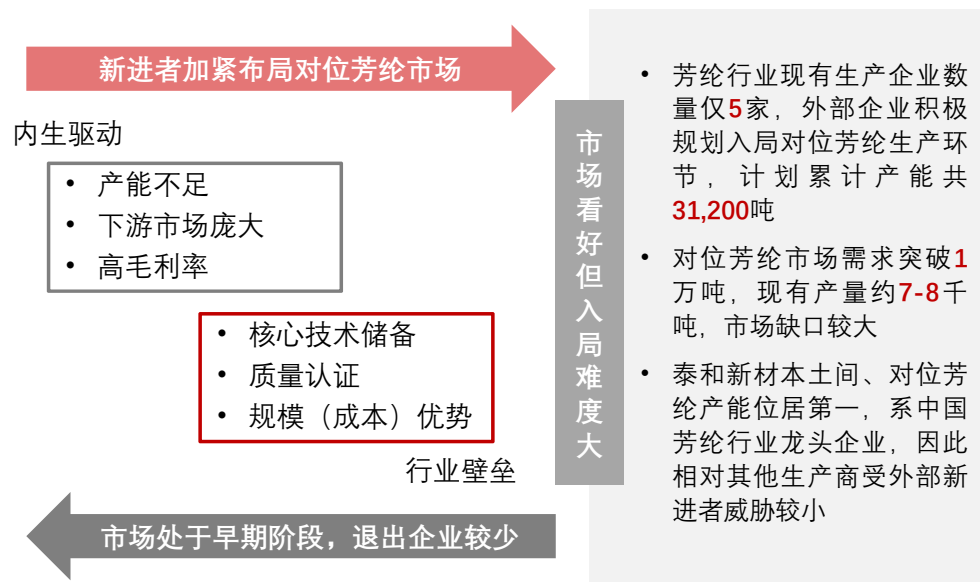 新进者加紧布局对位芳纶市场
内生驱动
• 产能不足
• 下游市场庞大
• 高毛利率
• 核心技术储备
• 质量认证
• 规模（成本）优势
行业壁垒
市场处于早期阶段，退出企业较少
市场看好但入局难度大
• 芳纶行业现有生产企业数
量仅5家，外部企业积极
规划入局对位芳纶生产环
节，计划累计产能共
31,200吨
• 对位芳纶市场需求突破1
万吨，现有产量约7-8千
吨，市场缺口较大
• 泰和新材本土间、对位芳
纶产能位居第一，系中国
芳纶行业龙头企业，因此
相对其他生产商受外部新
进者威胁较小